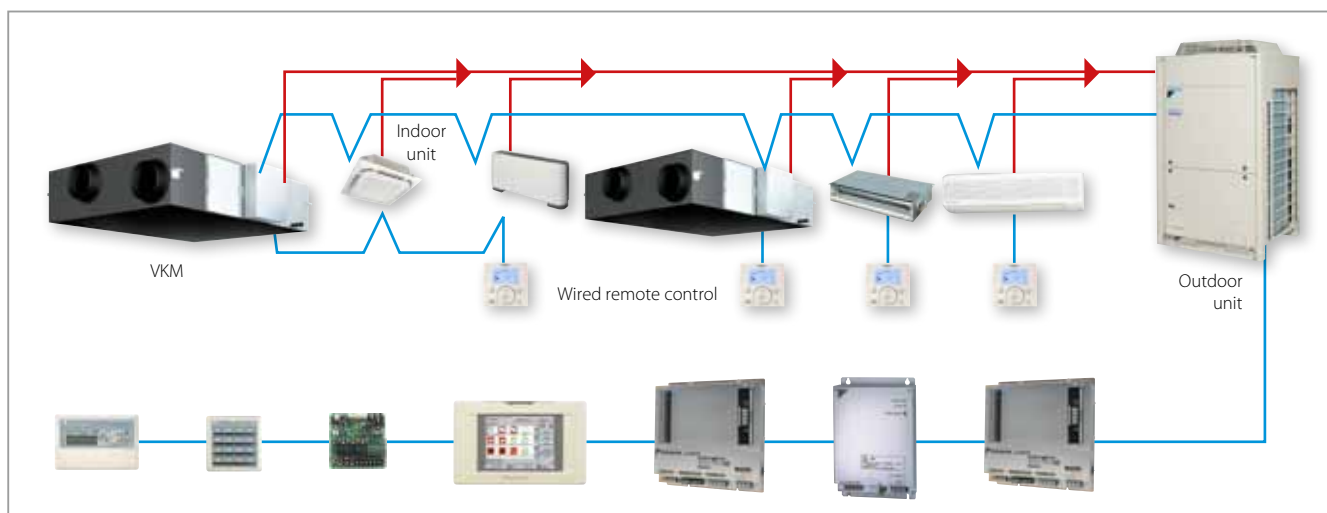 Indoor
unit
VKM
Wired remote control
Outdoor
unit